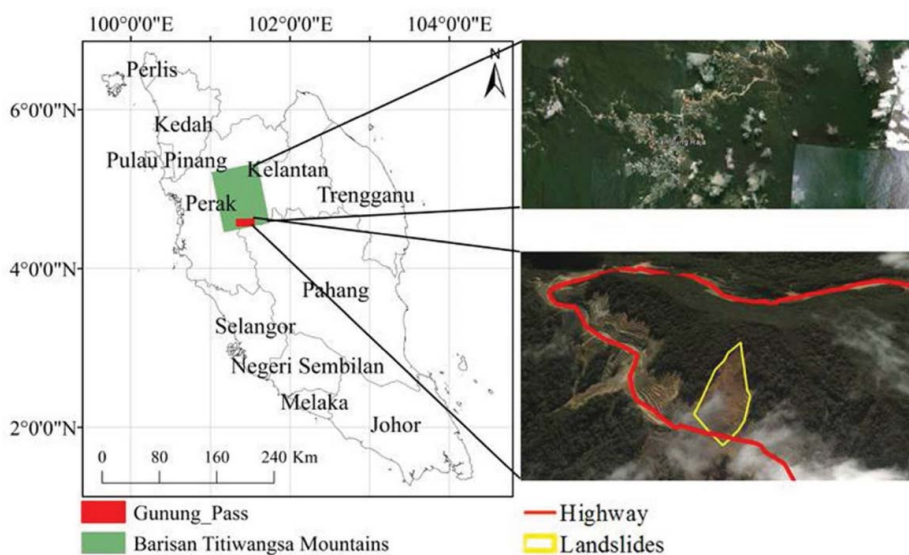 100°0'0"E 102°0'0"E 104°0'0"E
N
Perlis
6°0'0"N
Kedah
Pulau Pinang
Kelantan
Trengganu
Perak
4°0'0"N
Pahang
Selangor
Negeri Sembilan
Melaka
2°0'0"N
Johor
0 80 160 240 Km
Gunung_Pass
Barisan Titiwangsa Mountains
Highway
Landslides